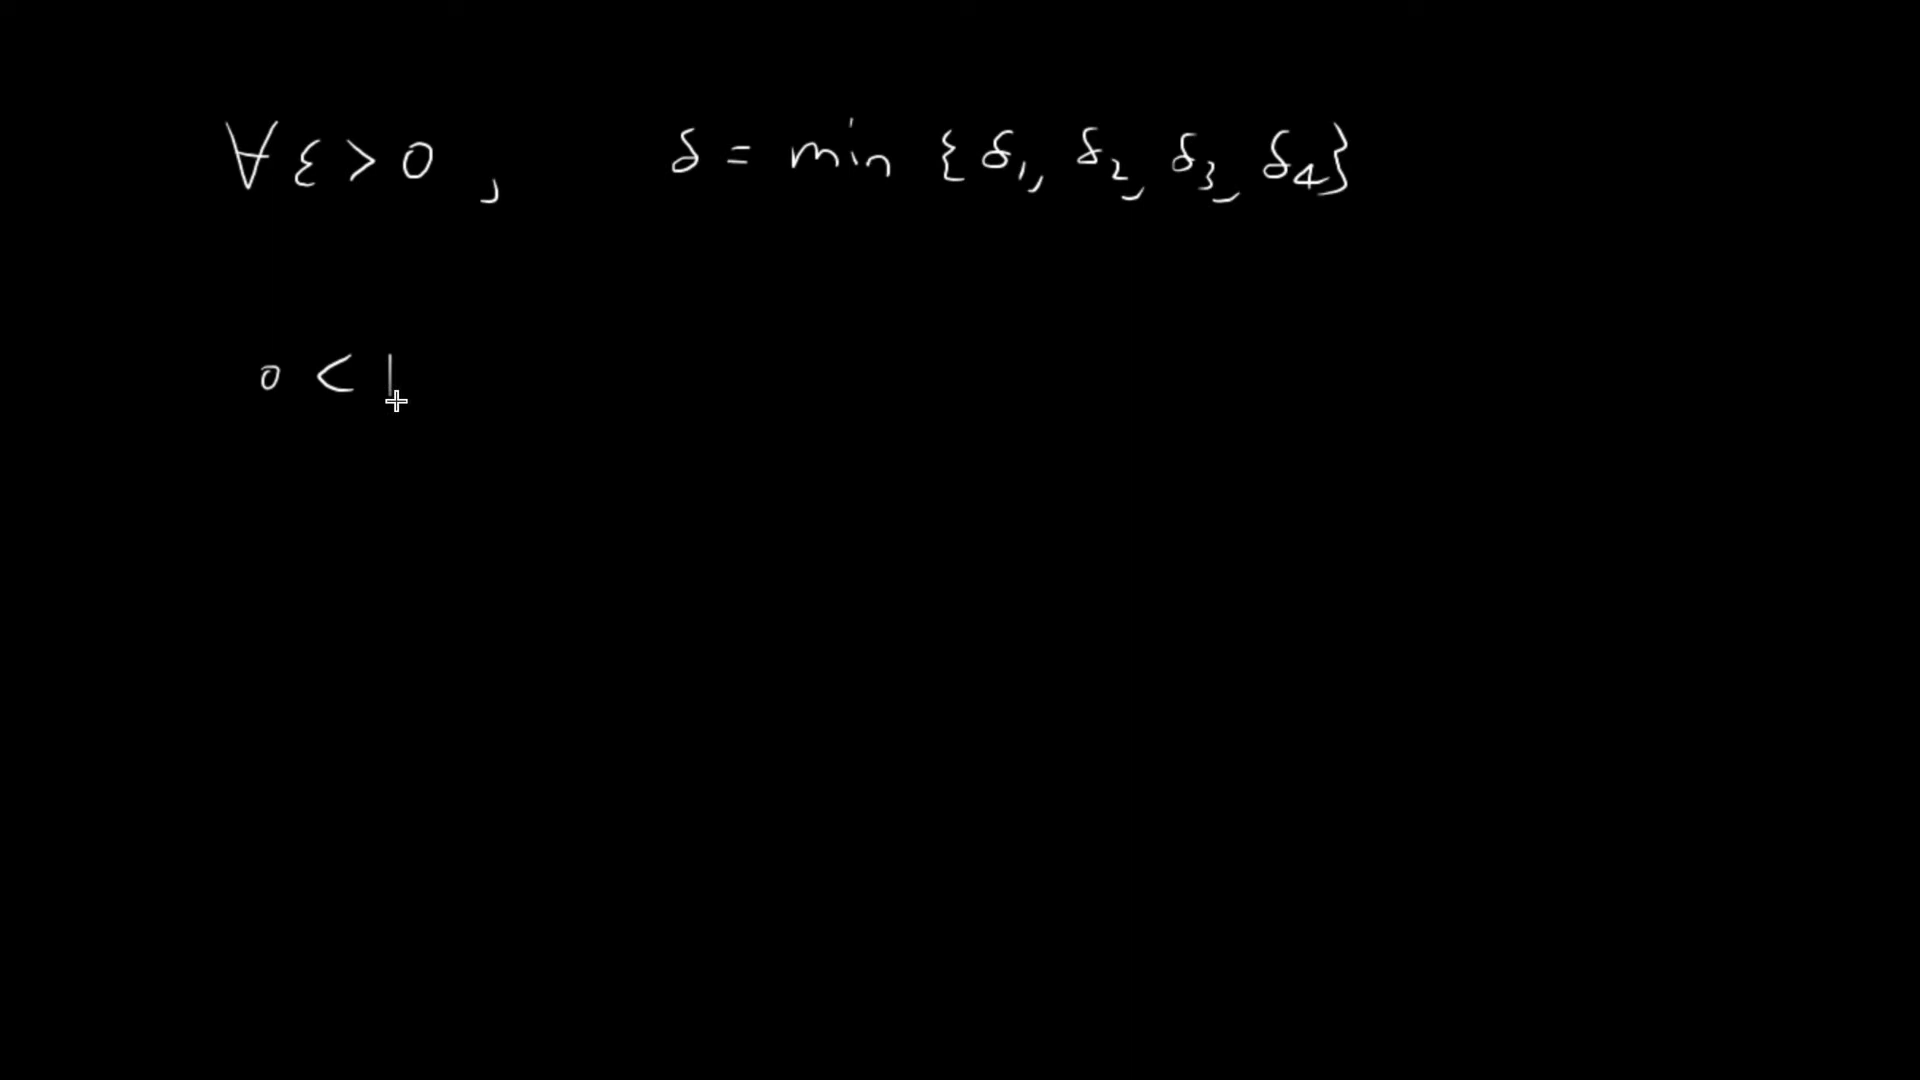 ∀ε>0, δ = min {δ₁, δ₂, δ₃, δ₄}
0 < |